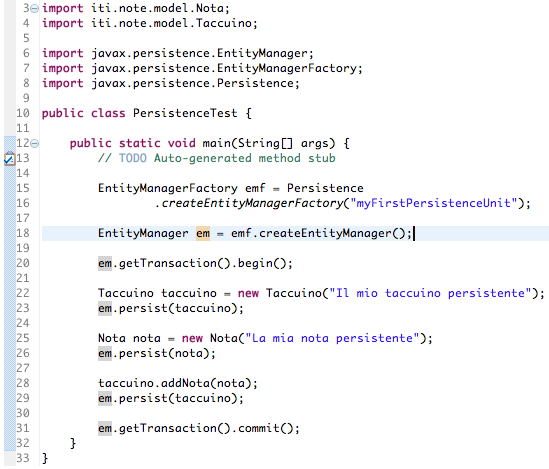 3 import iti.note.model.Nota;
4 import iti.note.model.Taccuino;
5
6 import javax.persistence.EntityManager;
7 import javax.persistence.EntityManagerFactory;
8 import javax.persistence.Persistence;
9
10 public class PersistenceTest {
11
12 public static void main(String[] args) {
13 // TODO Auto-generated method stub
14
15 EntityManagerFactory emf = Persistence
16 .createEntityManagerFactory("myFirstPersistenceUnit");
17
18 EntityManager em = emf.createEntityManager();
19
20 em.getTransaction().begin();
21
22 Taccuino taccuino = new Taccuino("Il mio taccuino persistente");
23 em.persist(taccuino);
24
25 Nota nota = new Nota("La mia nota persistente");
26 em.persist(nota);
27
28 taccuino.addNota(nota);
29 em.persist(taccuino);
30
31 em.getTransaction().commit();
32 }
33 }